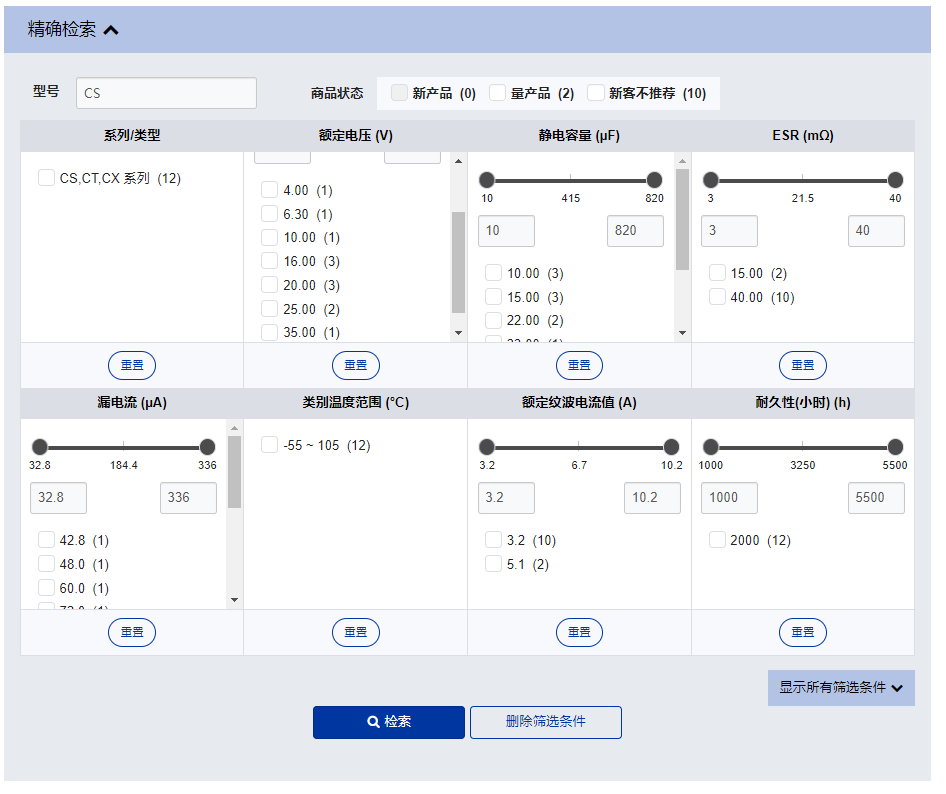 精确检索
型号 CS 商品状态 新产品 (0) 量产品 (2) 新客不推荐 (10)
系列/类型 额定电压 (V) 静电容量 (μF) ESR (mΩ)
CS,CT,CX 系列 (12)
4.00 (1)
6.30 (1)
10.00 (1)
16.00 (3)
20.00 (3)
25.00 (2)
35.00 (1)
10 415 820
10 820
10.00 (3)
15.00 (3)
22.00 (2)
3 21.5 40
3 40
15.00 (2)
40.00 (10)
重置 重置 重置 重置
漏电流 (μA) 类别温度范围 (°C) 额定纹波电流值 (A) 耐久性(小时) (h)
32.8 184.4 336
32.8 336
42.8 (1)
48.0 (1)
60.0 (1)
-55 ~ 105 (12)
3.2 6.7 10.2
3.2 10.2
3.2 (10)
5.1 (2)
1000 3250 5500
1000 5500
2000 (12)
重置 重置 重置 重置
显示所有筛选条件
检索 删除筛选条件